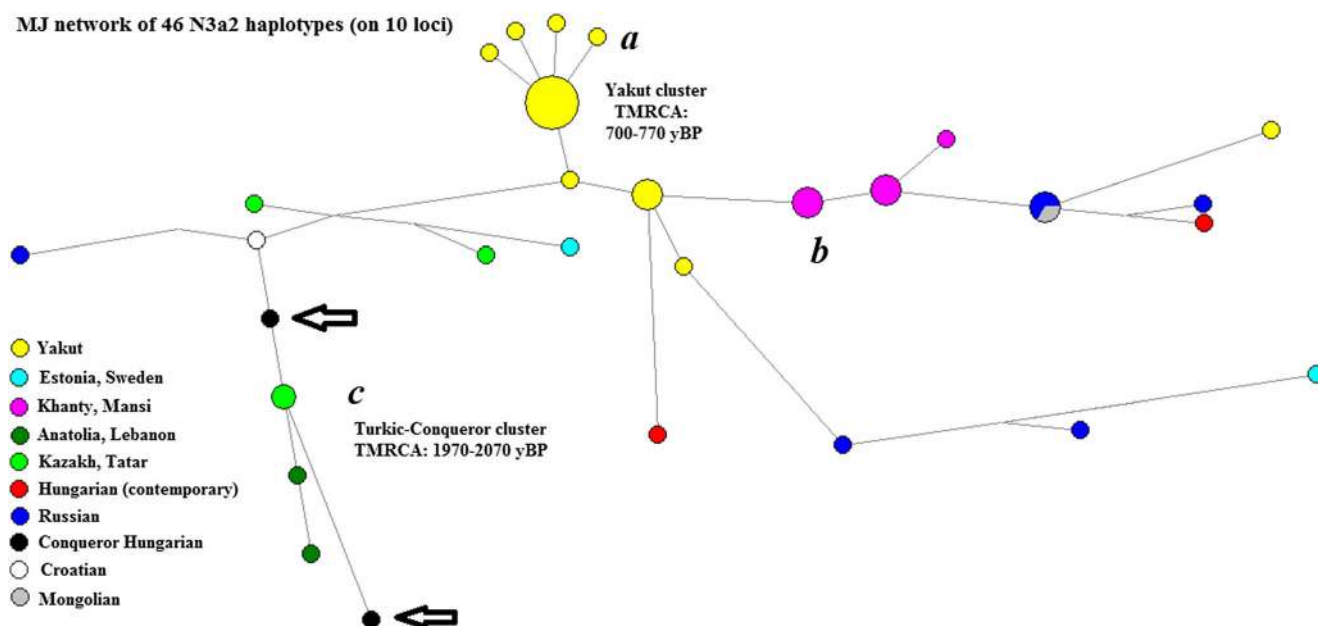 MJ network of 46 N3a2 haplotypes (on 10 loci)
a
Yakut cluster
TMRCA:
700-770 yBP
b
c
Turkic-Conqueror cluster
TMRCA: 1970-2070 yBP
Yakut
Estonia, Sweden
Khanty, Mansi
Anatolia, Lebanon
Kazakh, Tatar
Hungarian (contemporary)
Russian
Conqueror Hungarian
Croatian
Mongolian